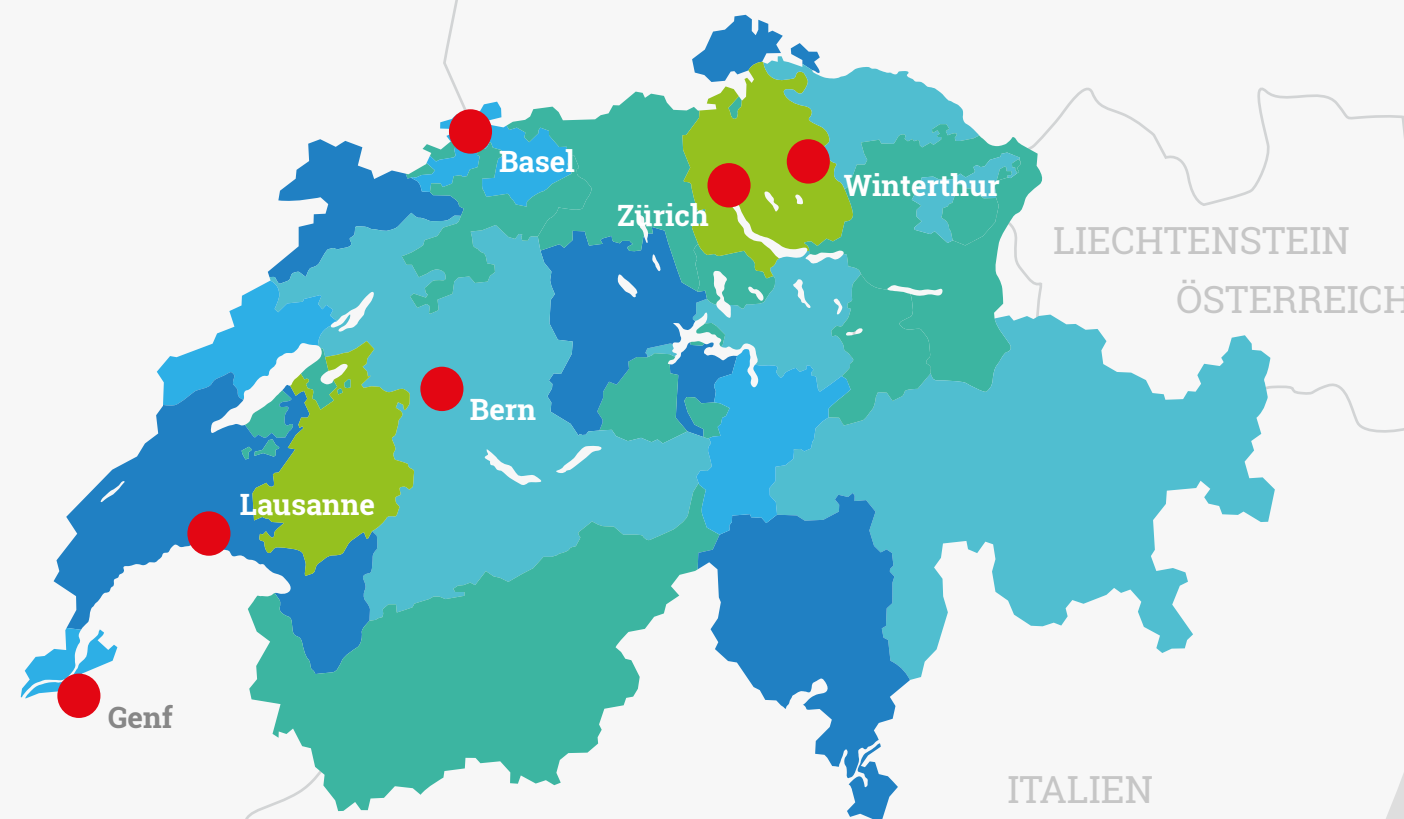 Basel
Winterthur
Zürich
LIECHTENSTEIN
ÖSTERREICH
Bern
Lausanne
Genf
ITALIEN